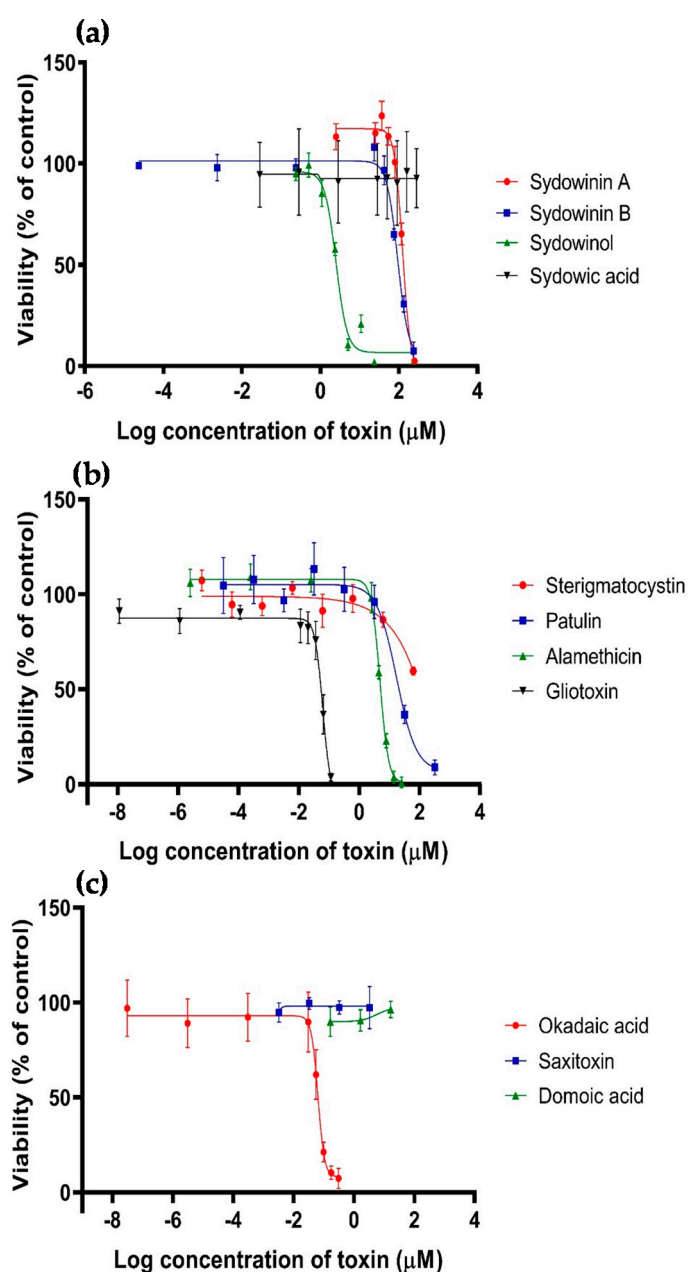 (a)
150
100
50
0
-6
-4
-2
0
2
4
Viability (% of control)
Log concentration of toxin (μM)
Sydowinin A
Sydowinin B
Sydowinol
Sydowic acid
(b)
150
100
50
0
-8
-6
-4
-2
0
2
4
Viability (% of control)
Log concentration of toxin (μM)
Sterigmatocystin
Patulin
Alamethicin
Gliotoxin
(c)
150
100
50
0
-8
-6
-4
-2
0
2
4
Viability (% of control)
Log concentration of toxin (μM)
Okadaic acid
Saxitoxin
Domoic acid